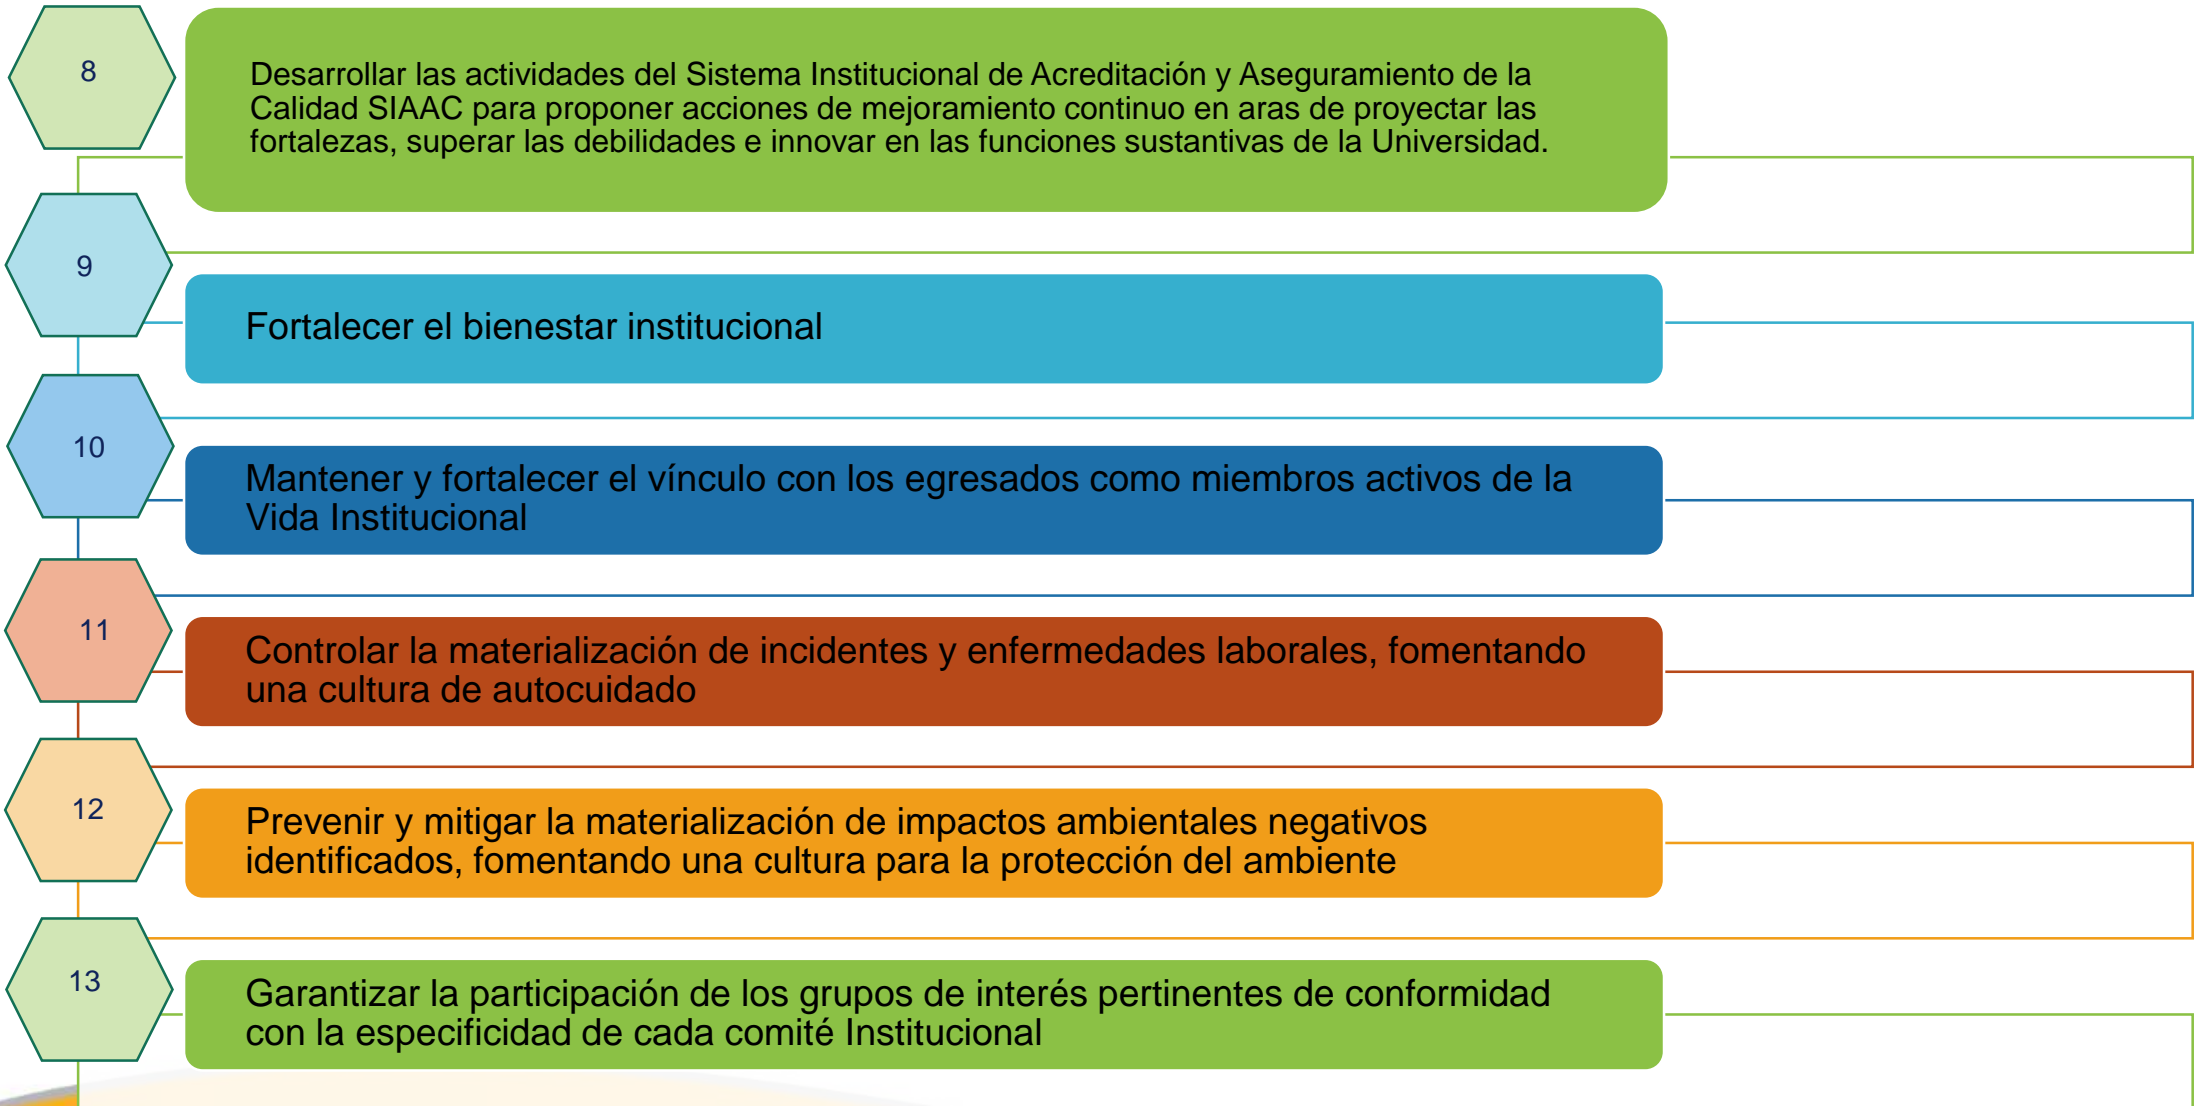 8
Desarrollar las actividades del Sistema Institucional de Acreditación y Aseguramiento de la
Calidad SIAAC para proponer acciones de mejoramiento continuo en aras de proyectar las
fortalezas, superar las debilidades e innovar en las funciones sustantivas de la Universidad.
9
Fortalecer el bienestar institucional
10
Mantener y fortalecer el vínculo con los egresados como miembros activos de la
Vida Institucional
11
Controlar la materialización de incidentes y enfermedades laborales, fomentando
una cultura de autocuidado
12
Prevenir y mitigar la materialización de impactos ambientales negativos
identificados, fomentando una cultura para la protección del ambiente
13
Garantizar la participación de los grupos de interés pertinentes de conformidad
con la especificidad de cada comité Institucional